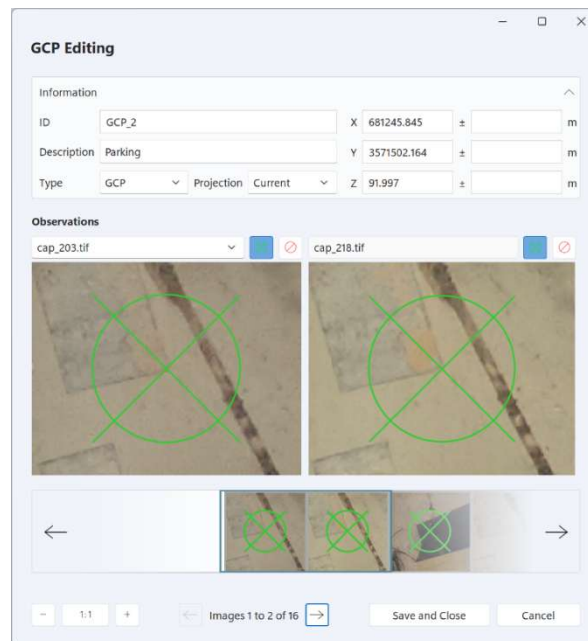 GCP Editing
Information
ID GCP_2 X 681245.845 ± m
Description Parking Y 3571502.164 ± m
Type GCP Projection Current Z 91.997 ± m
Observations
cap_203.tif cap_218.tif
1:1 Images 1 to 2 of 16 Save and Close Cancel